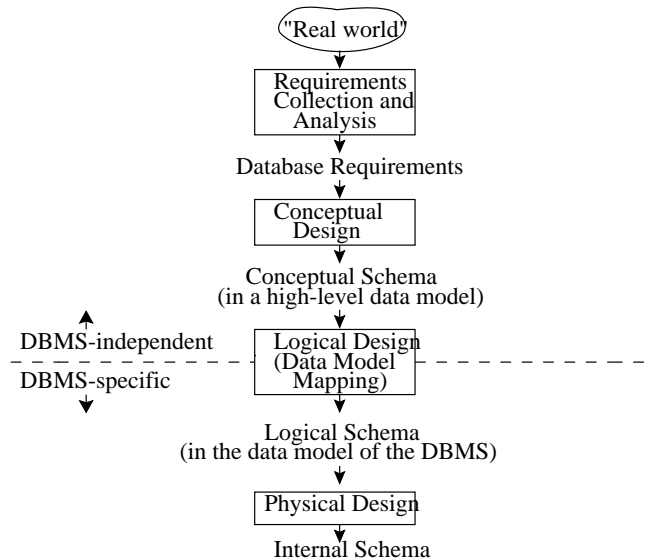 "Real world"
Requirements
Collection and
Analysis
Database Requirements
Conceptual
Design
Conceptual Schema
(in a high-level data model)
DBMS-independent
Logical Design
(Data Model
Mapping)
DBMS-specific
Logical Schema
(in the data model of the DBMS)
Physical Design
Internal Schema